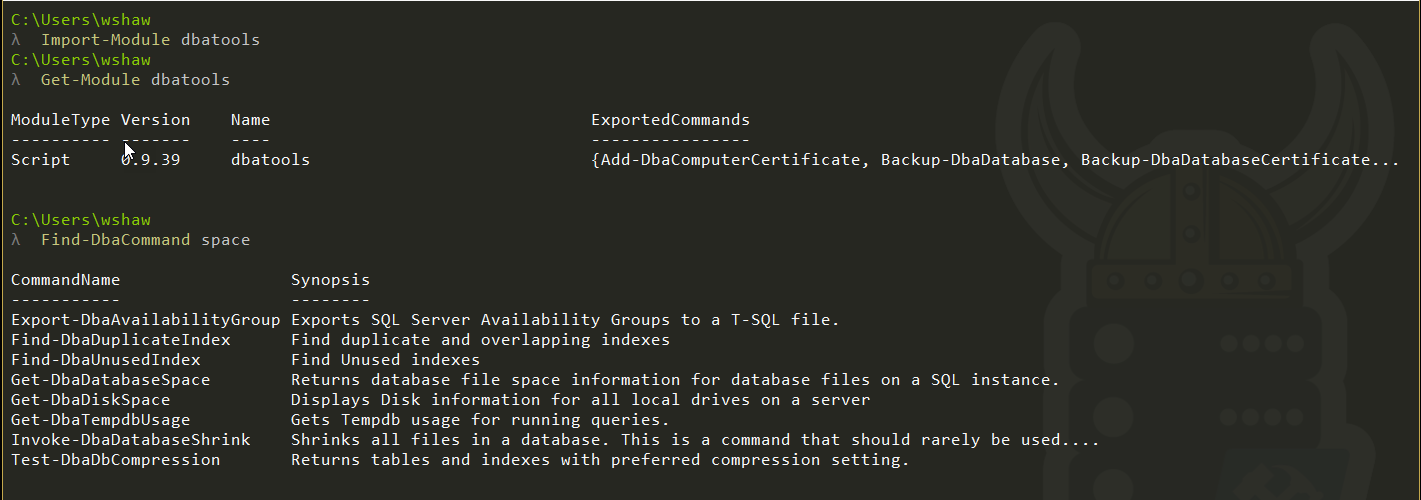 C:\Users\wshaw
λ  Import-Module dbatools
C:\Users\wshaw
λ  Get-Module dbatools
ModuleType Version    Name                                ExportedCommands
---------- -------    ----                                ----------------
Script     0.9.39     dbatools                            {Add-DbaComputerCertificate, Backup-DbaDatabase, Backup-DbaDatabaseCertificate...
C:\Users\wshaw
λ  Find-DbaCommand space
CommandName                 Synopsis
-----------                 --------
Export-DbaAvailabilityGroup Exports SQL Server Availability Groups to a T-SQL file.
Find-DbaDuplicateIndex      Find duplicate and overlapping indexes
Find-DbaUnusedIndex         Find Unused indexes
Get-DbaDatabaseSpace        Returns database file space information for database files on a SQL instance.
Get-DbaDiskSpace            Displays Disk information for all local drives on a server
Get-DbaTempdbUsage          Gets Tempdb usage for running queries.
Invoke-DbaDatabaseShrink    Shrinks all files in a database. This is a command that should rarely be used....
Test-DbaDbCompression       Returns tables and indexes with preferred compression setting.